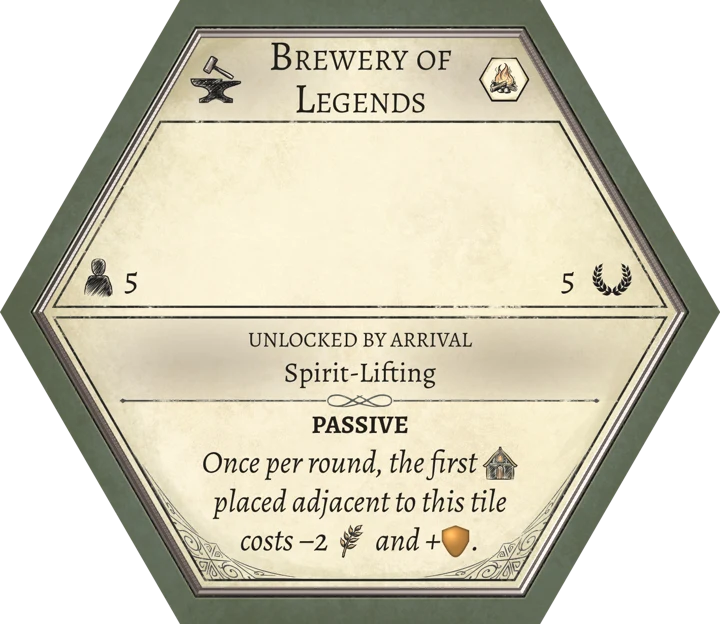 Brewery of
Legends
5
5
UNLOCKED BY ARRIVAL
Spirit-Lifting
PASSIVE
Once per round, the first
placed adjacent to this tile
costs –2 and +.